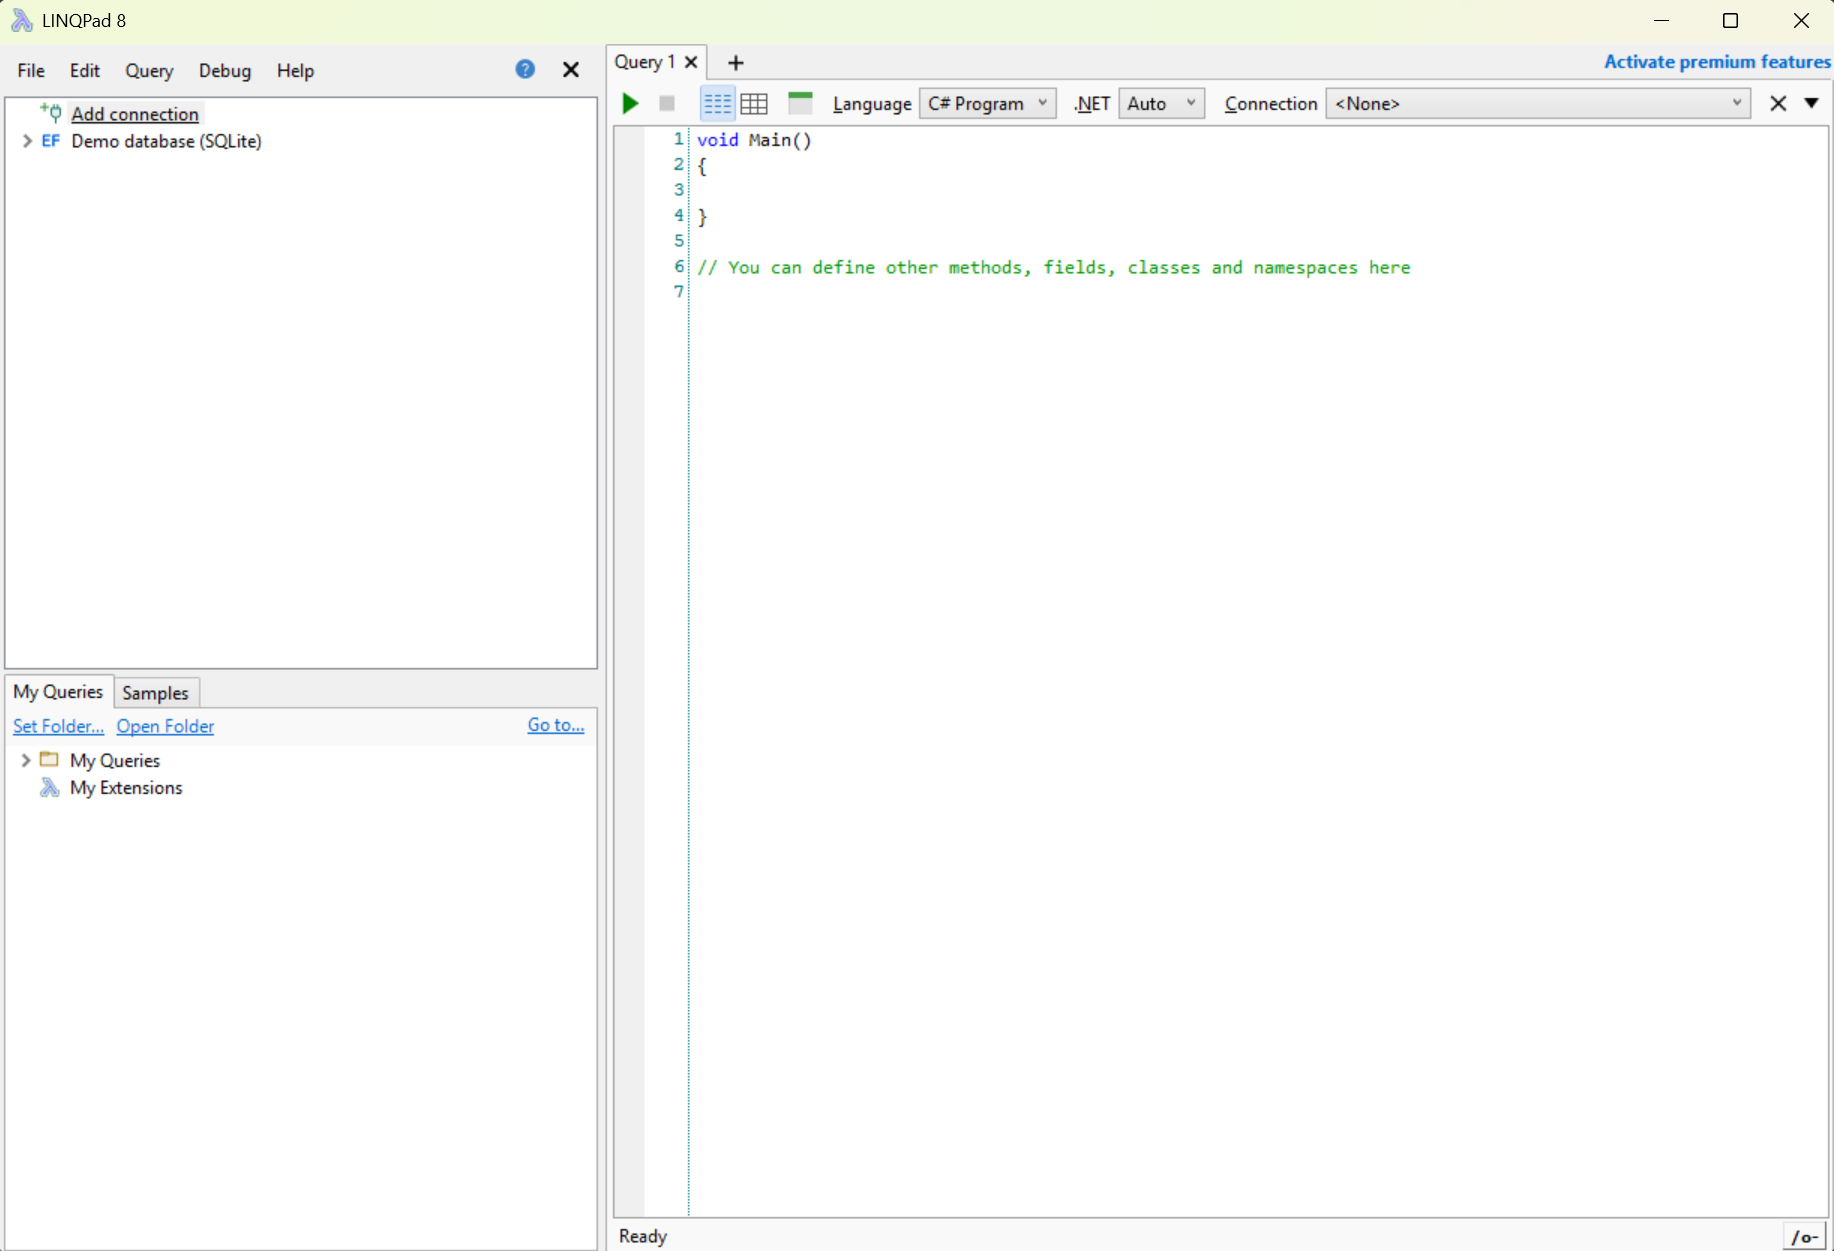 LINQPad 8
File Edit Query Debug Help ?
Add connection
EF Demo database (SQLite)
My Queries Samples
Set Folder... Open Folder Go to...
My Queries
My Extensions
Query 1
Activate premium features
Language C# Program .NET Auto Connection <None>
1 void Main()
2 {
3
4 }
5
6 // You can define other methods, fields, classes and namespaces here
7
Ready /o-